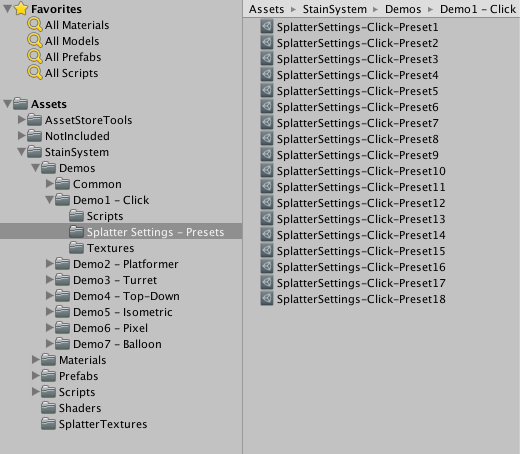 Favorites
All Materials
All Models
All Prefabs
All Scripts
Assets
AssetStoreTools
NotIncluded
StainSystem
Demos
Common
Demo1 - Click
Scripts
Splatter Settings - Presets
Textures
Demo2 - Platformer
Demo3 - Turret
Demo4 - Top-Down
Demo5 - Isometric
Demo6 - Pixel
Demo7 - Balloon
Materials
Prefabs
Scripts
Shaders
SplatterTextures
Assets StainSystem Demos Demo1 - Click
SplatterSettings-Click-Preset1
SplatterSettings-Click-Preset2
SplatterSettings-Click-Preset3
SplatterSettings-Click-Preset4
SplatterSettings-Click-Preset5
SplatterSettings-Click-Preset6
SplatterSettings-Click-Preset7
SplatterSettings-Click-Preset8
SplatterSettings-Click-Preset9
SplatterSettings-Click-Preset10
SplatterSettings-Click-Preset11
SplatterSettings-Click-Preset12
SplatterSettings-Click-Preset13
SplatterSettings-Click-Preset14
SplatterSettings-Click-Preset15
SplatterSettings-Click-Preset16
SplatterSettings-Click-Preset17
SplatterSettings-Click-Preset18